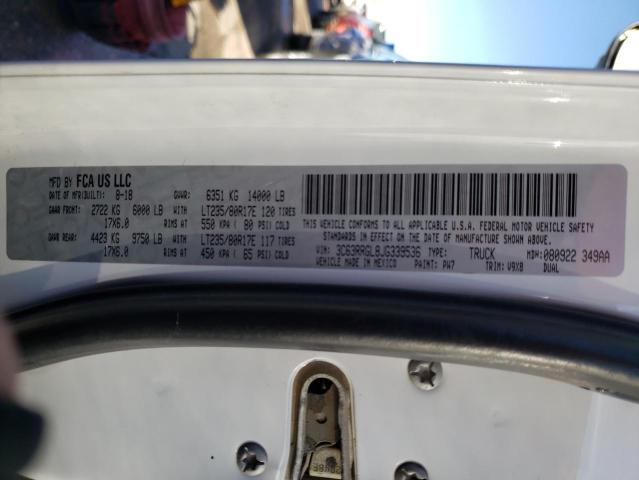 MFD BY FCA US LLC
DATE OF MFR(BUILT): 8-18 GVWR: 6351 KG 14000 LB
GAWR FRONT: 2722 KG 6000 LB WITH LT235/80R17E 120 TIRES
17X6.0 RIMS AT 550 KPA ( 80 PSI) COLD
GAWR REAR: 4423 KG 9750 LB WITH LT235/80R17E 117 TIRES
17X6.0 RIMS AT 450 KPA ( 65 PSI) COLD
THIS VEHICLE CONFORMS TO ALL APPLICABLE U.S.A. FEDERAL MOTOR VEHICLE SAFETY
STANDARDS IN EFFECT ON THE DATE OF MANUFACTURE SHOWN ABOVE.
VIN: 3C63RRGL8JG339536 TYPE: TRUCK MDH: 080922 349AA
VEHICLE MADE IN MEXICO PAINT: PW7 TRIM: V9X8 DUAL